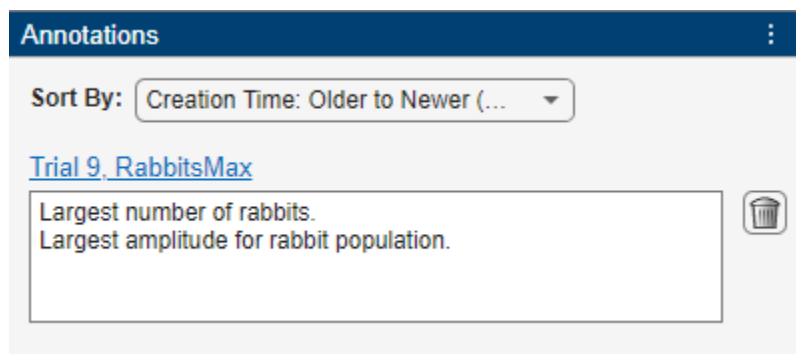 Annotations
Sort By: Creation Time: Older to Newer (...
Trial 9, RabbitsMax
Largest number of rabbits.
Largest amplitude for rabbit population.